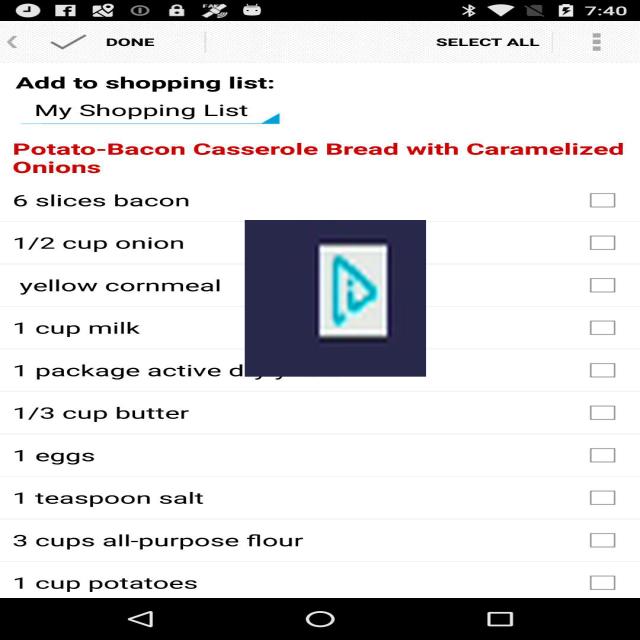 7:40
DONE
SELECT ALL
Add to shopping list:
My Shopping List
Potato-Bacon Casserole Bread with Caramelized
Onions
6 slices bacon
1/2 cup onion
yellow cornmeal
1 cup milk
1 package active
1/3 cup butter
1 eggs
1 teaspoon salt
3 cups all-purpose flour
1 cup potatoes